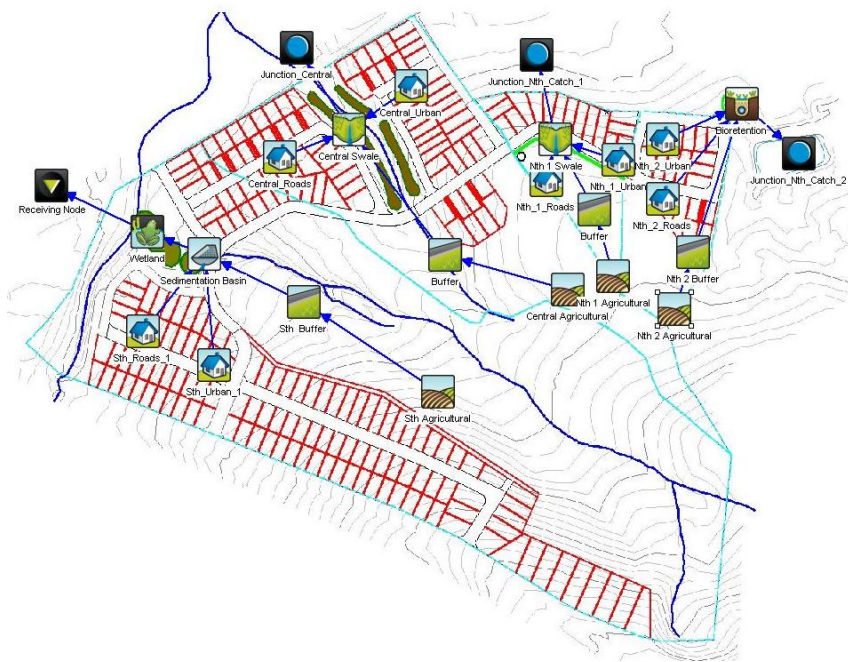 Junction_Central
Junction_Nth_Catch_1
Central_Urban
Bioretention
Central Swale
Nth 1 Swale
Nth_2_Urban
Junction_Nth_Catch_2
Central_Roads
Nth_1_Urban
Nth_1_Roads
Receiving Node
Nth_2_Roads
Buffer
Wetland
Sedimentation Basin
Buffer
Nth 2 Buffer
Nth 1 Agricultural
Central Agricultural
Sth_Buffer
Nth 2 Agricultural
Sth_Roads_1
Sth_Urban_1
Sth Agricultural